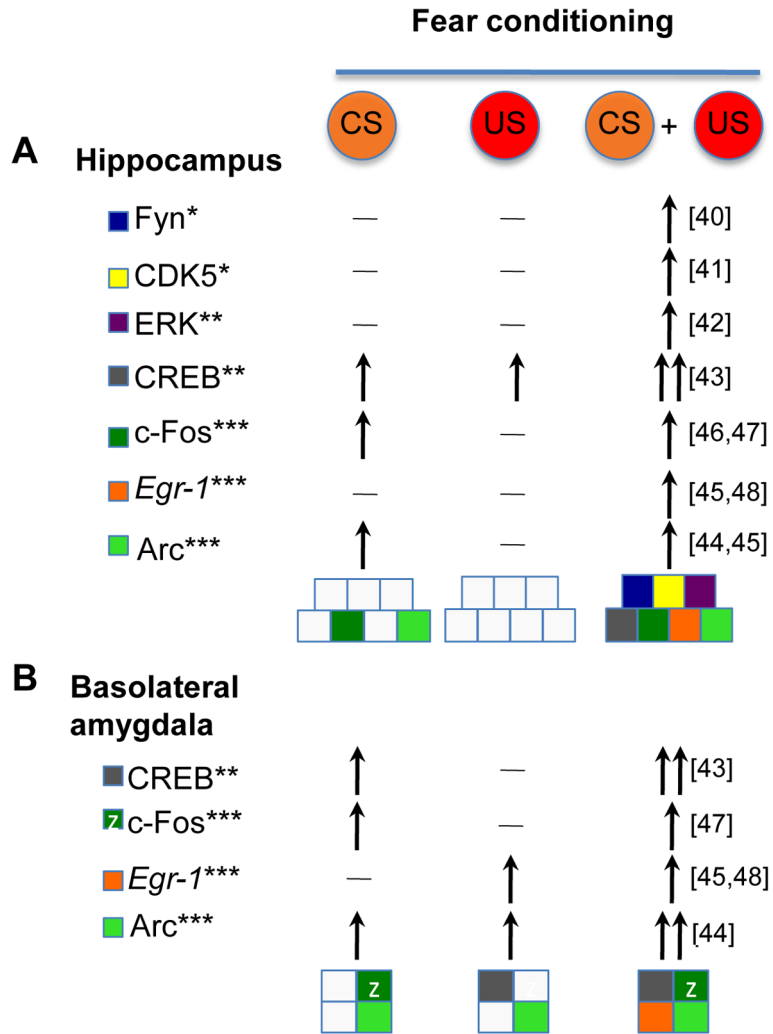 Fear conditioning
CS US CS + US
A Hippocampus
Fyn* — — [40]
CDK5* — — [41]
ERK** — — [42]
CREB** [43]
c-Fos*** — [46,47]
Egr-1*** — — [45,48]
Arc*** — [44,45]
B Basolateral
amygdala
CREB** — [43]
z c-Fos*** — [47]
Egr-1*** — [45,48]
Arc*** [44]
z z z